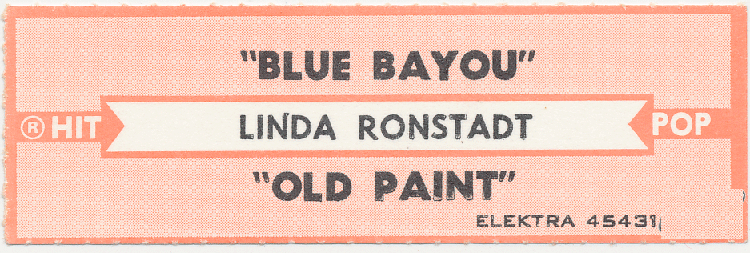 "BLUE BAYOU"
® HIT LINDA RONSTADT POP
"OLD PAINT"
ELEKTRA 45431